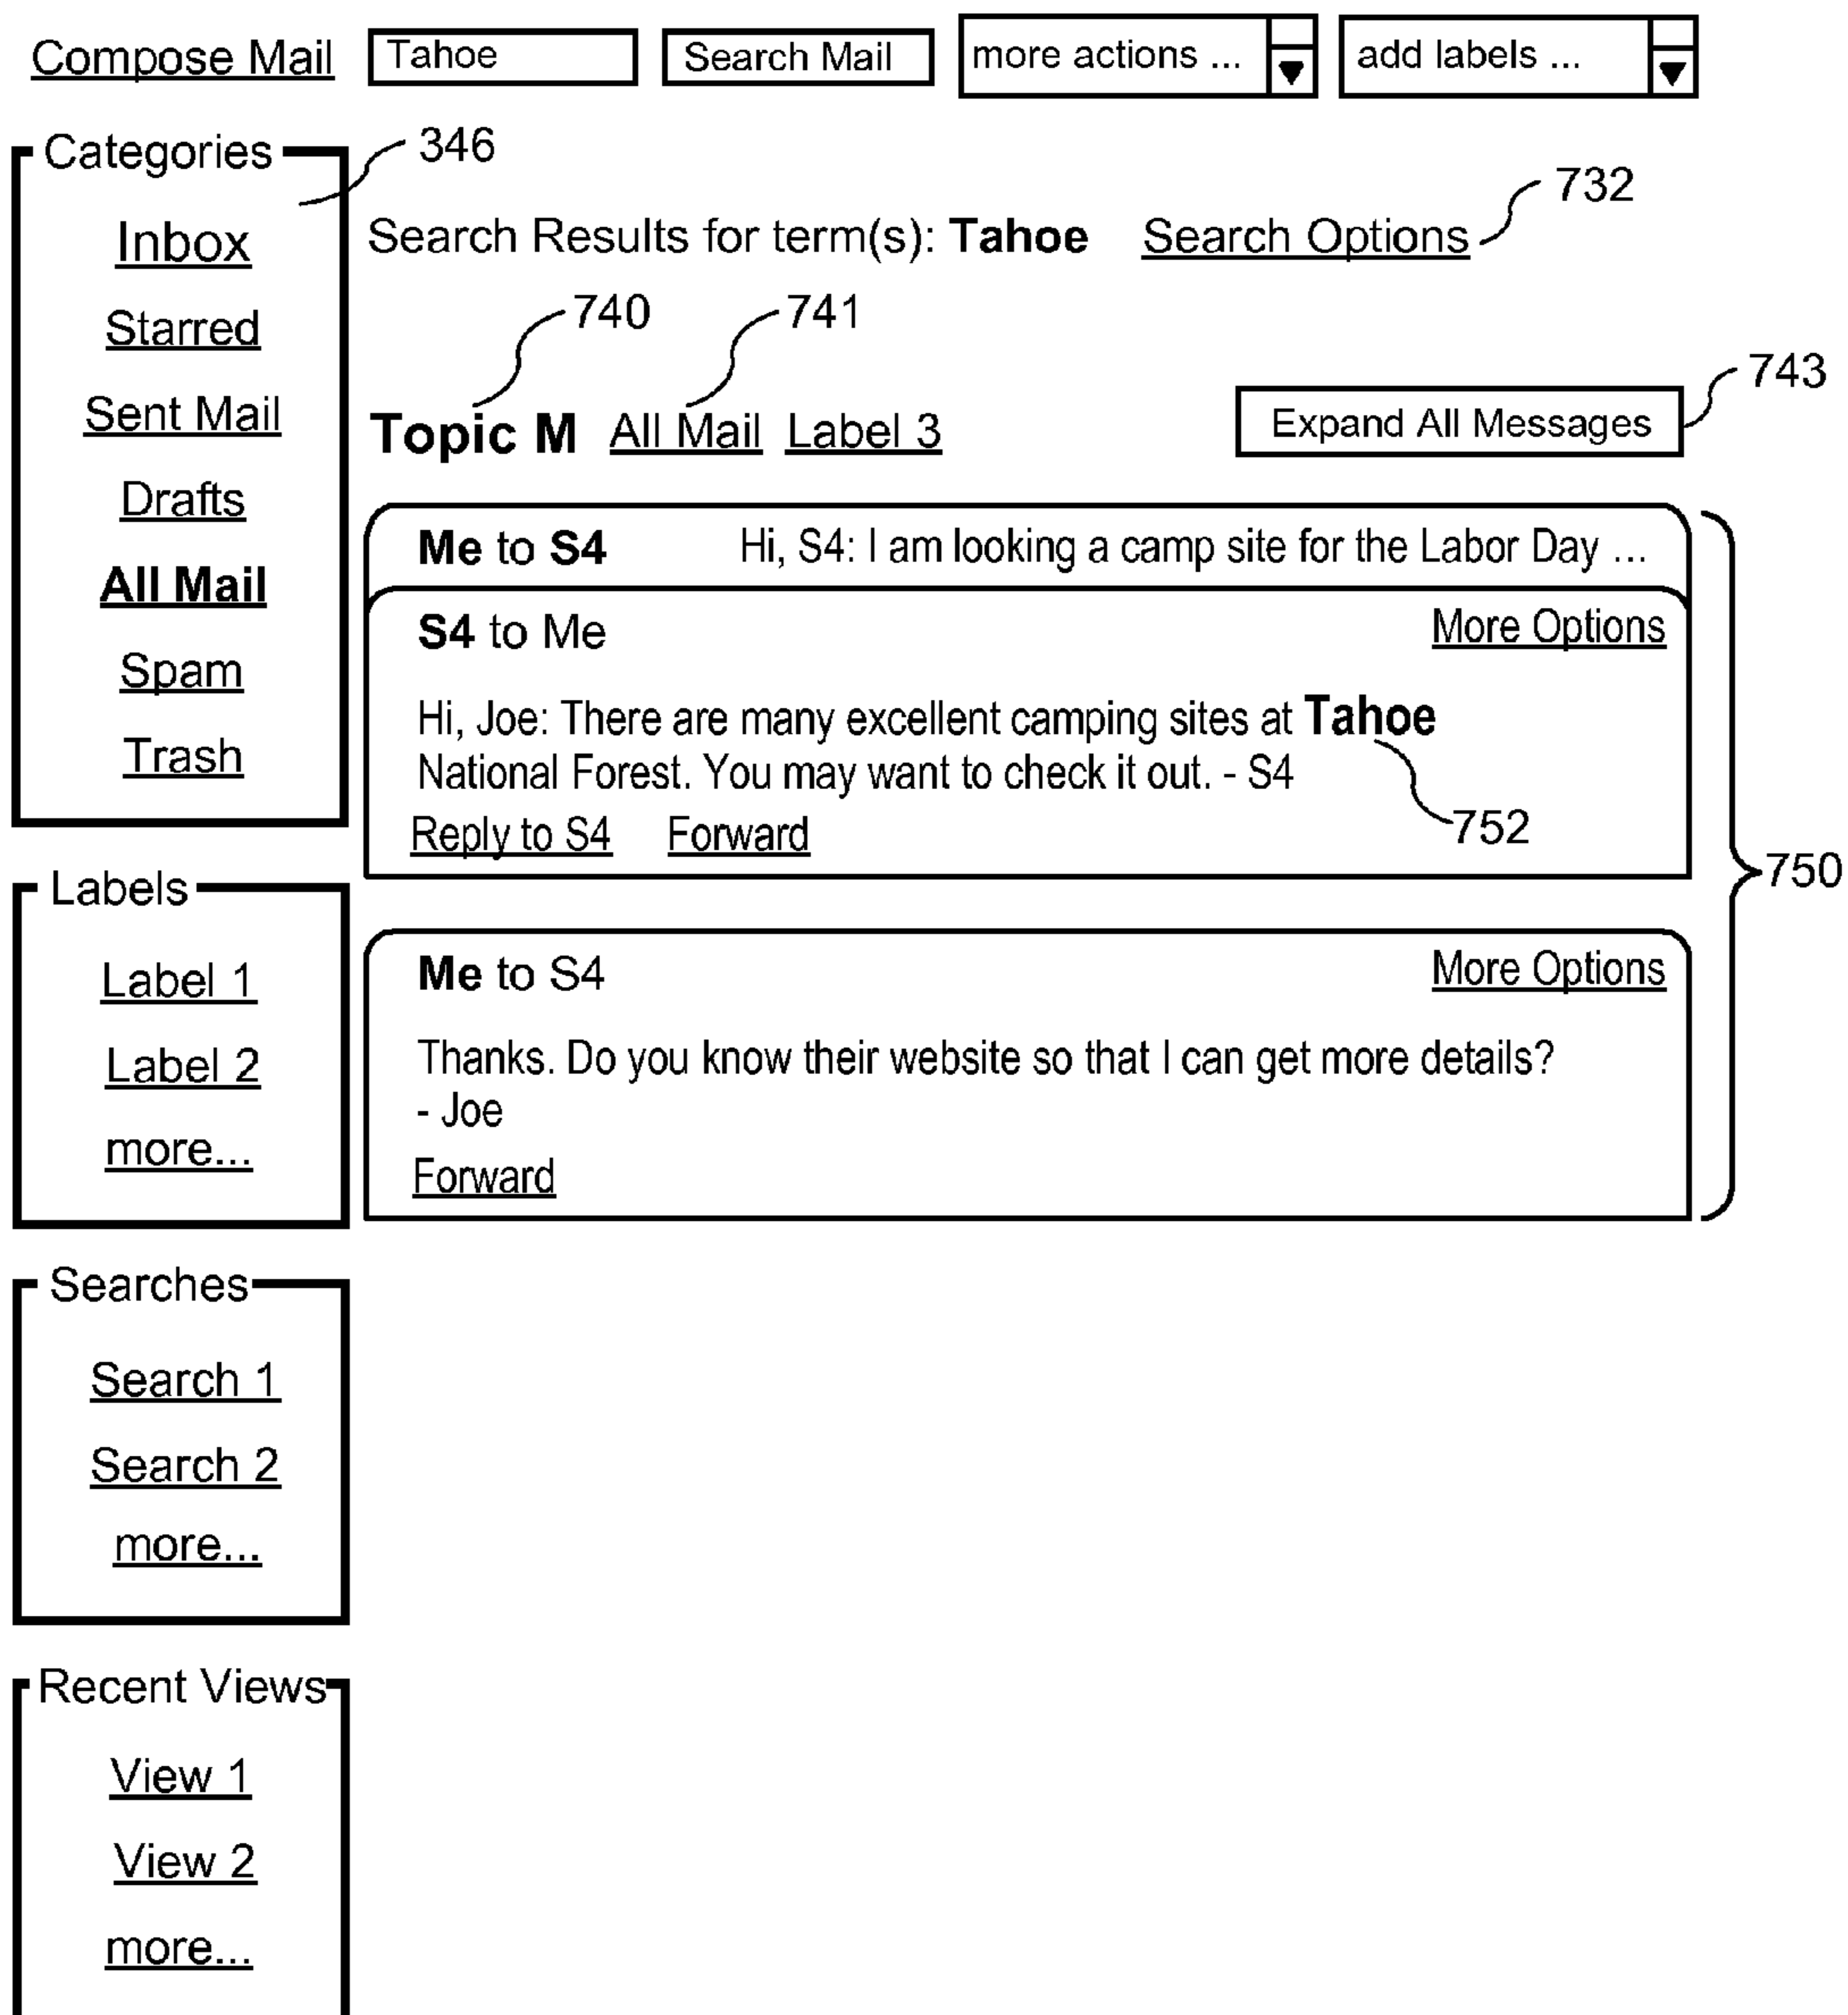 Compose Mail Tahoe Search Mail more actions ... add labels ...
Categories
346
Inbox
Starred
Sent Mail
Drafts
All Mail
Spam
Trash
Labels
Label 1
Label 2
more...
Searches
Search 1
Search 2
more...
Recent Views
View 1
View 2
more...
732
Search Results for term(s): Tahoe Search Options
740 741
743
Topic M All Mail Label 3 Expand All Messages
Me to S4 Hi, S4: I am looking a camp site for the Labor Day ...
S4 to Me More Options
Hi, Joe: There are many excellent camping sites at Tahoe
National Forest. You may want to check it out. - S4
752
Reply to S4 Forward
750
Me to S4 More Options
Thanks. Do you know their website so that I can get more details?
- Joe
Forward